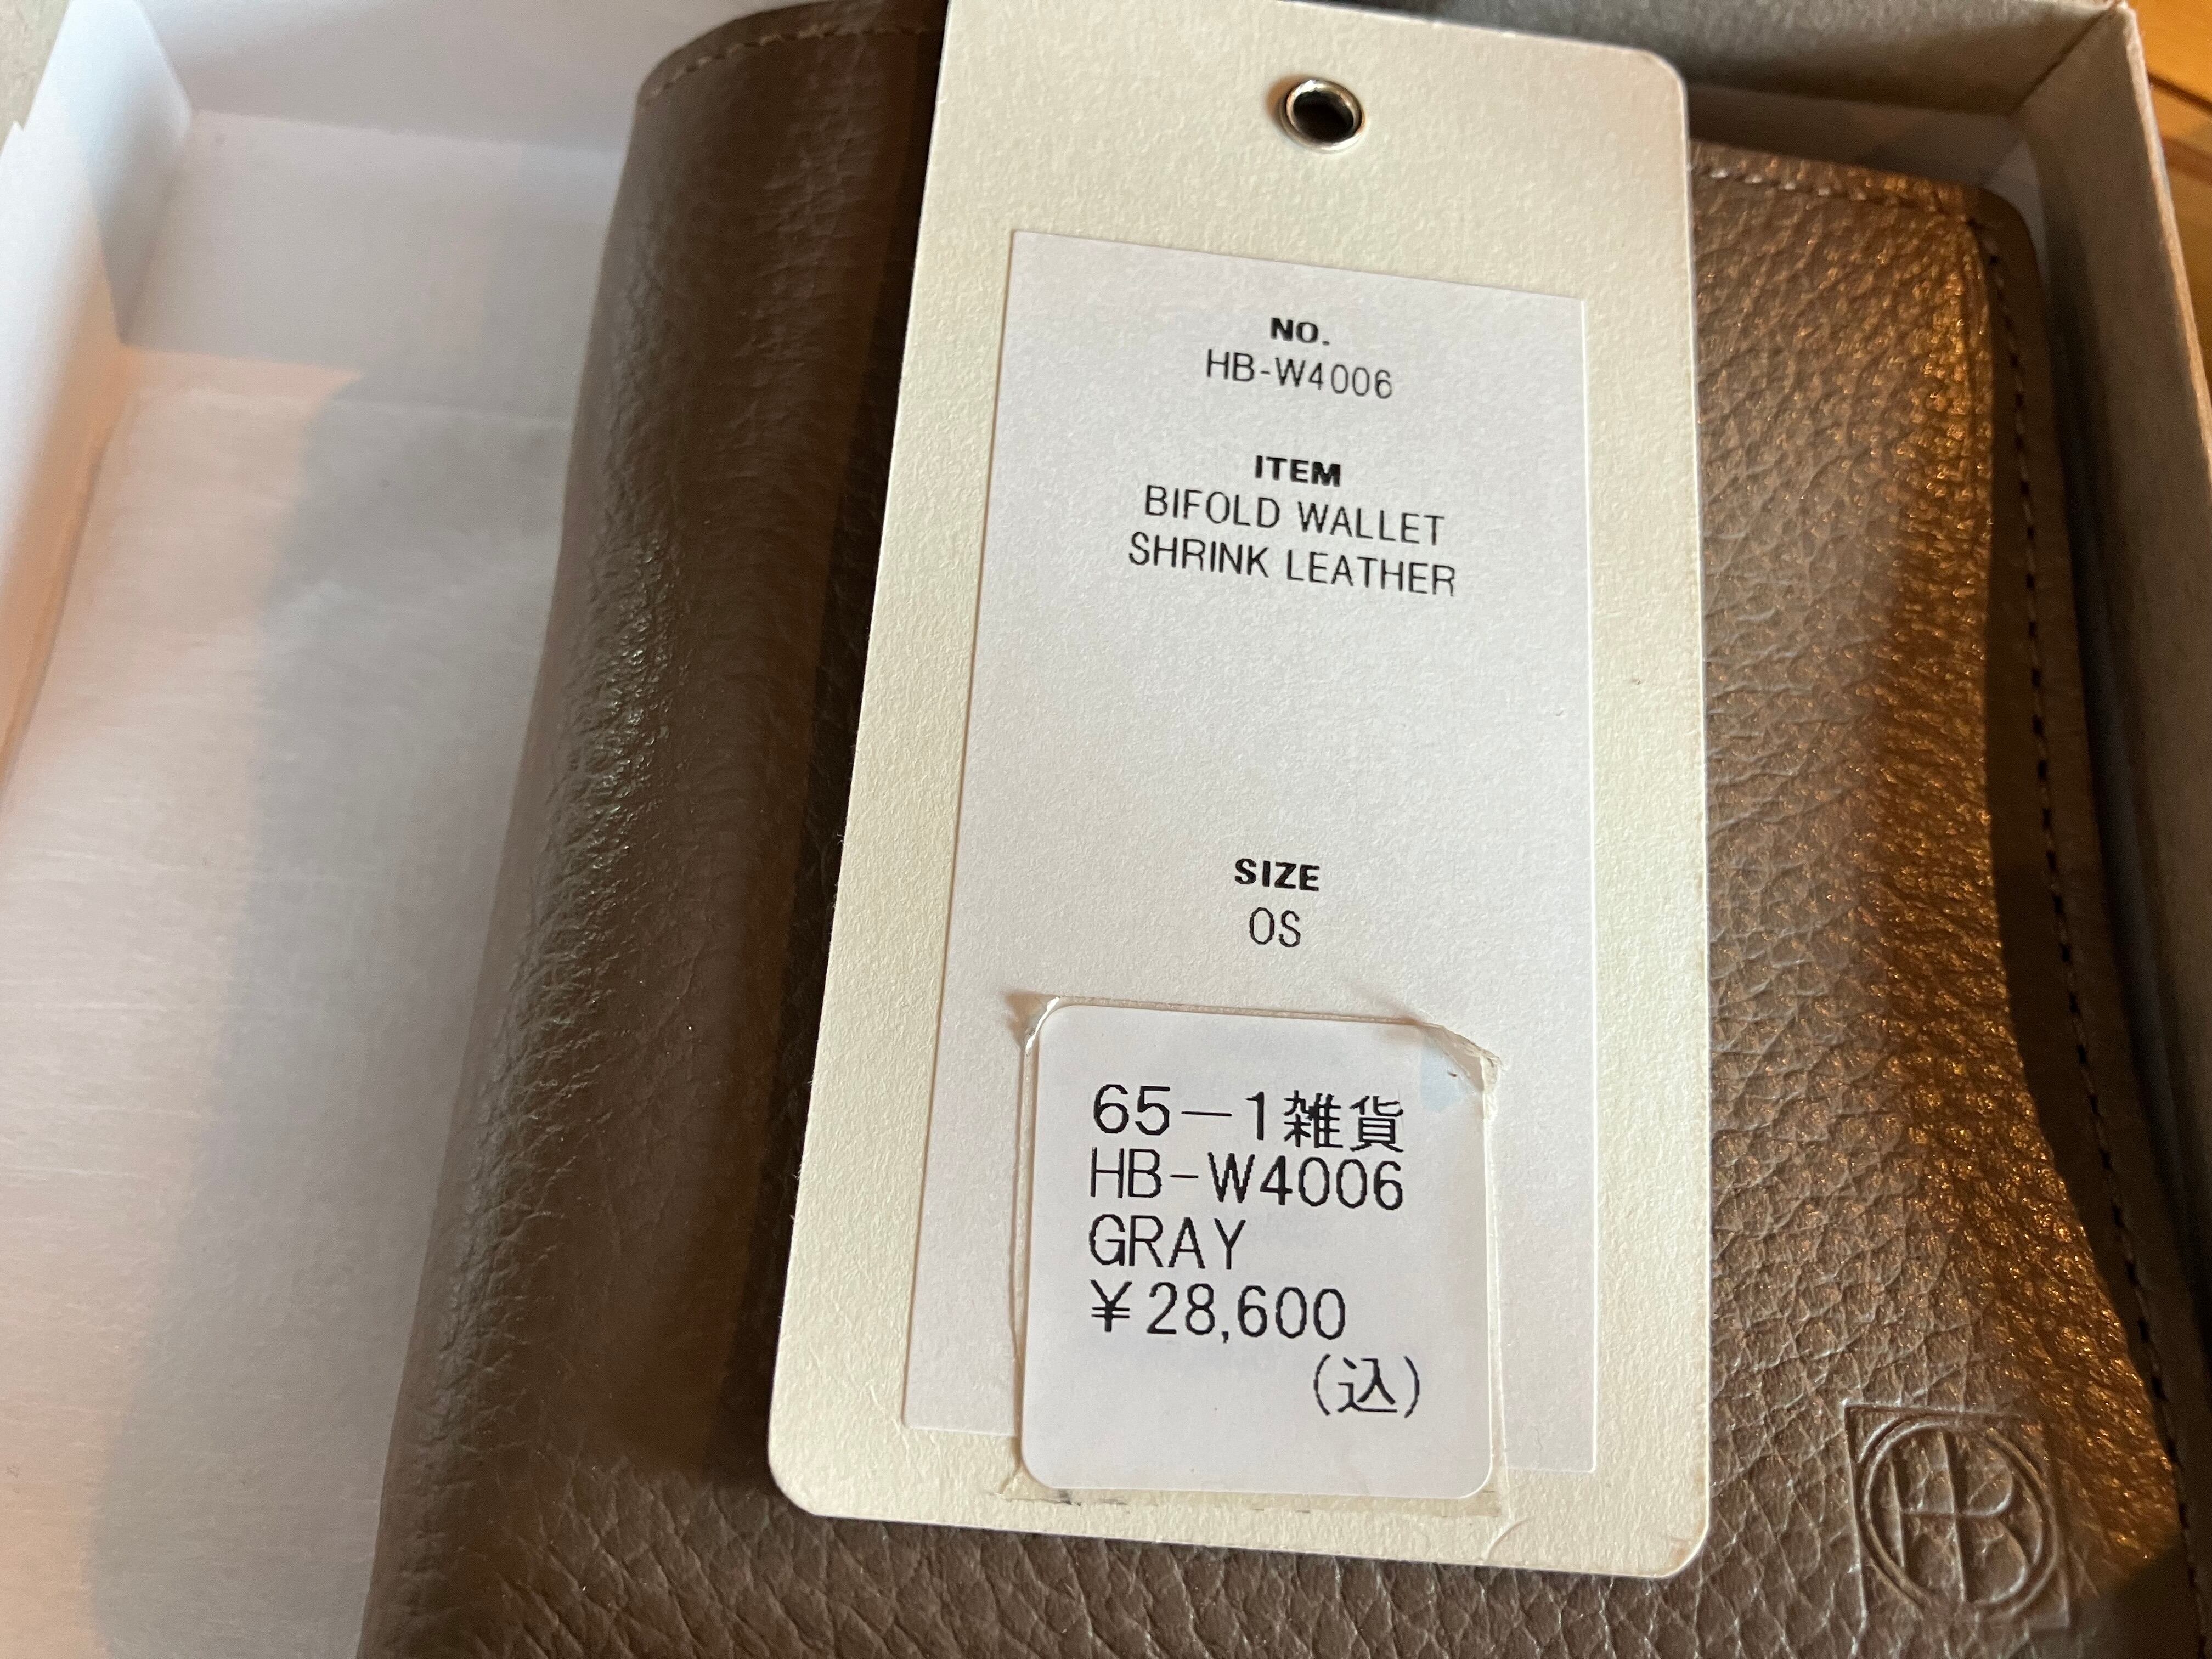 NO.
HB-W4006
ITEM
BIFOLD WALLET
SHRINK LEATHER
SIZE
OS
65－1雑貨
HB-W4006
GRAY
￥28,600
(込)
HB